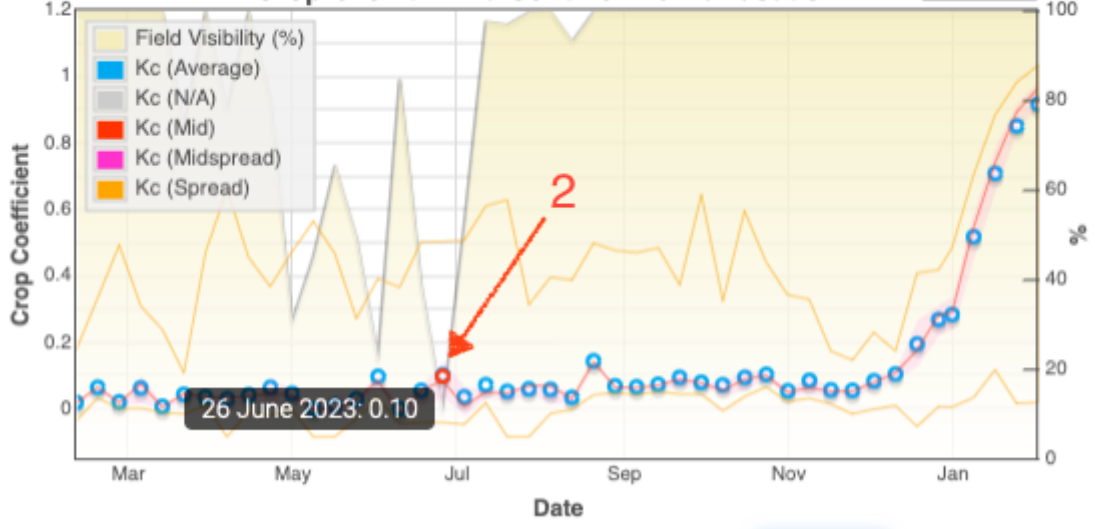 1.2
1
0.8
0.6
0.4
0.2
0
Crop Coefficient
Field Visibility (%)
Kc (Average)
Kc (N/A)
Kc (Mid)
Kc (Midspread)
Kc (Spread)
2
26 June 2023: 0.10
100
80
60
40
20
0
%
Mar May Jul Sep Nov Jan
Date